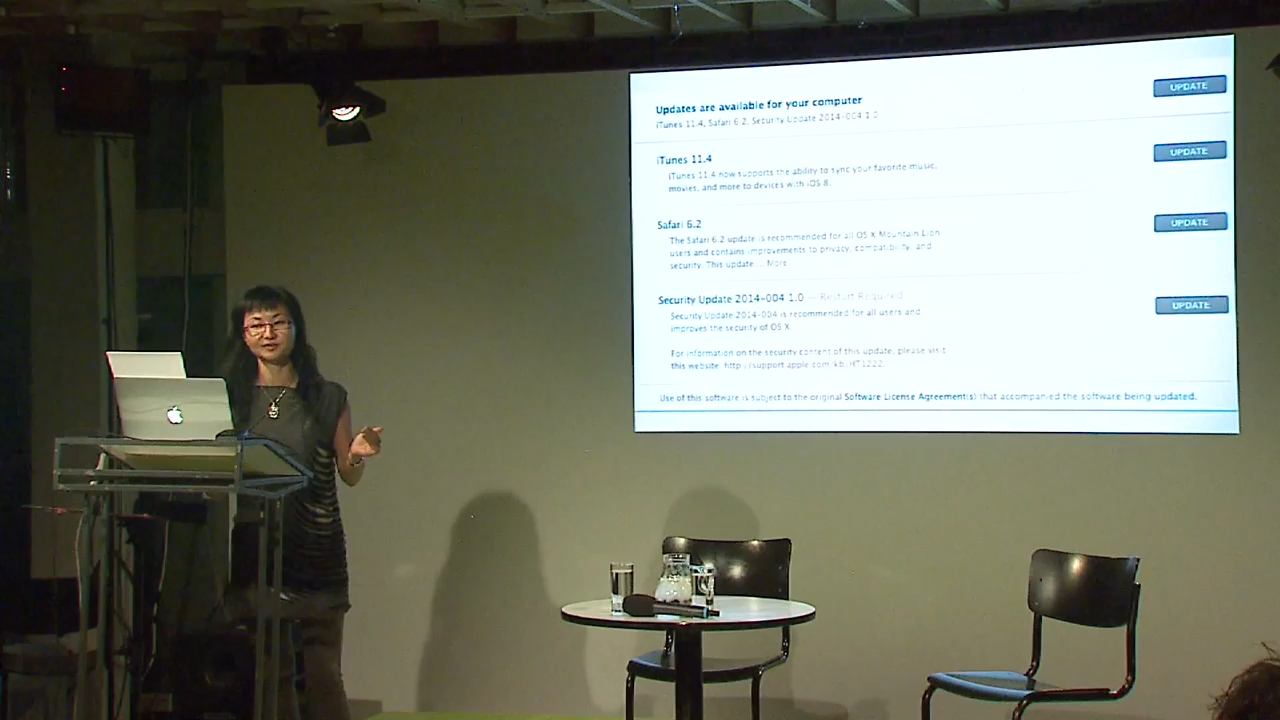 Updates are available for your computer
iTunes 11.4, Safari 6.2, Security Update 2014-004 1.0
UPDATE
iTunes 11.4
iTunes 11.4 now supports the ability to sync your favorite music,
movies, and more to devices with iOS 8.
UPDATE
Safari 6.2
The Safari 6.2 update is recommended for all OS X Mountain Lion
users and contains improvements to privacy, compatibility, and
security. This update ... More
UPDATE
Security Update 2014-004 1.0 — Restart Required
Security Update 2014-004 is recommended for all users and
improves the security of OS X.
For information on the security content of this update, please visit
this website: http://support.apple.com/kb/HT1222.
UPDATE
Use of this software is subject to the original Software License Agreement(s) that accompanied the software being updated.